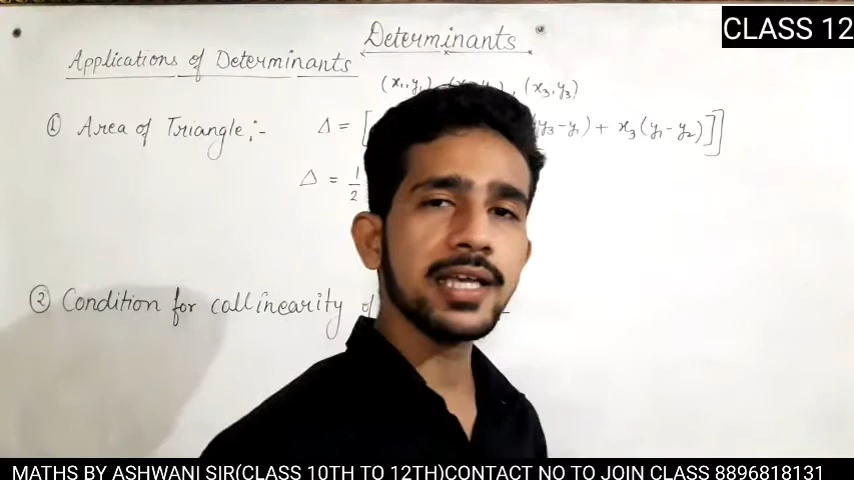 CLASS 12
Determinants
Applications of Determinants
(x₁,y₁) , (x₃,y₃)
① Area of Triangle:- Δ = [ y₃-y₁) + x₃(y₁-y₂)]]
Δ = 1/2
② Condition for callinearity
MATHS BY ASHWANI SIR(CLASS 10TH TO 12TH)CONTACT NO TO JOIN CLASS 8896818131